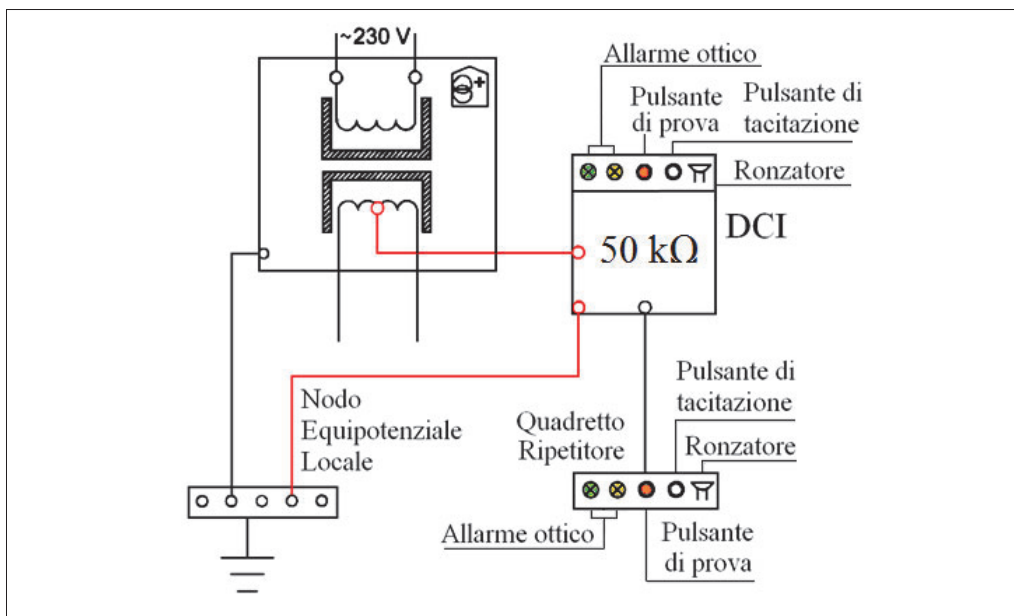 ~230 V
Allarme ottico
Pulsante
di prova
Pulsante di
tacitazione
Ronzatore
DCI
50 kΩ
Nodo
Equipotenziale
Locale
Quadretto
Ripetitore
Pulsante di
tacitazione
Ronzatore
Allarme ottico
Pulsante
di prova